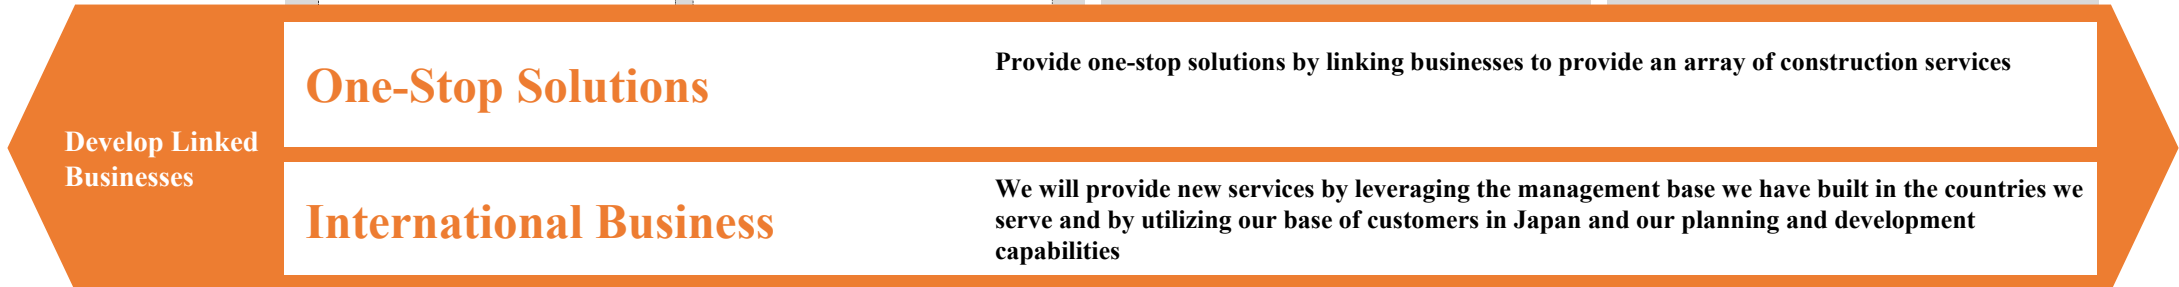 Develop Linked
Businesses
One-Stop Solutions
Provide one-stop solutions by linking businesses to provide an array of construction services
International Business
We will provide new services by leveraging the management base we have built in the countries we
serve and by utilizing our base of customers in Japan and our planning and development
capabilities